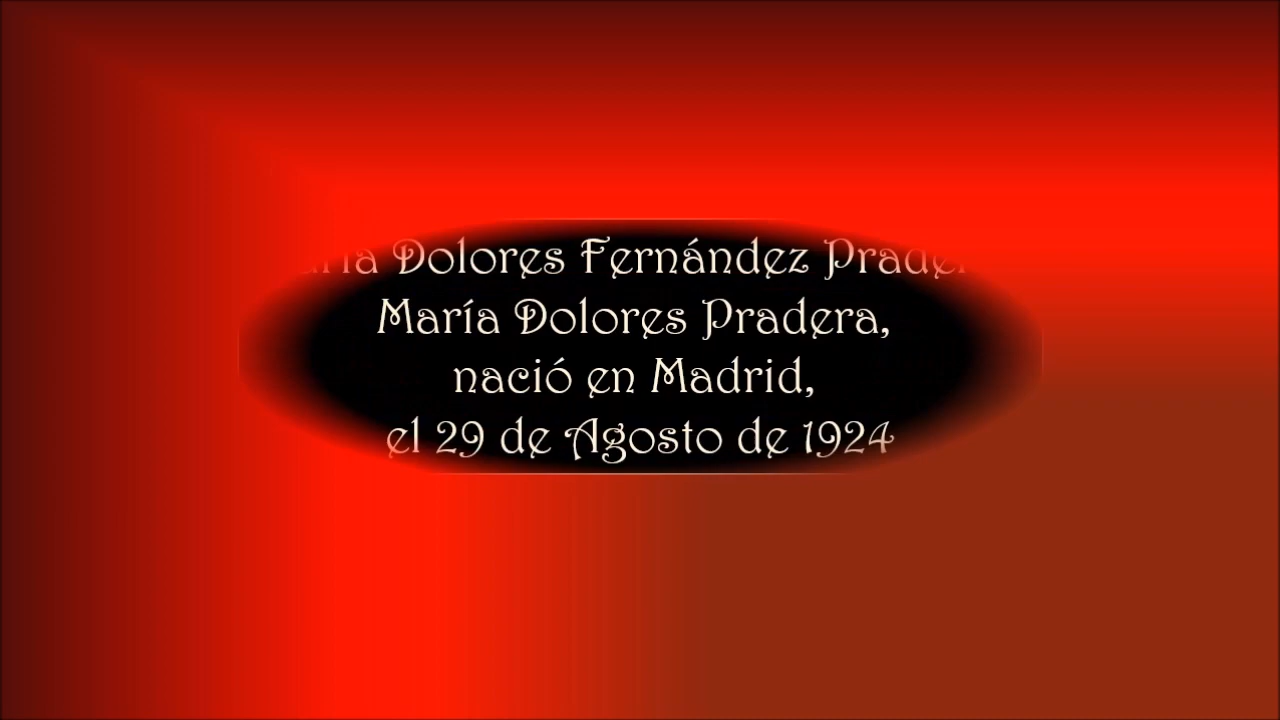 Dolores Fernández
María Dolores Pradera,
nació en Madrid,
el 29 de Agosto de 1924